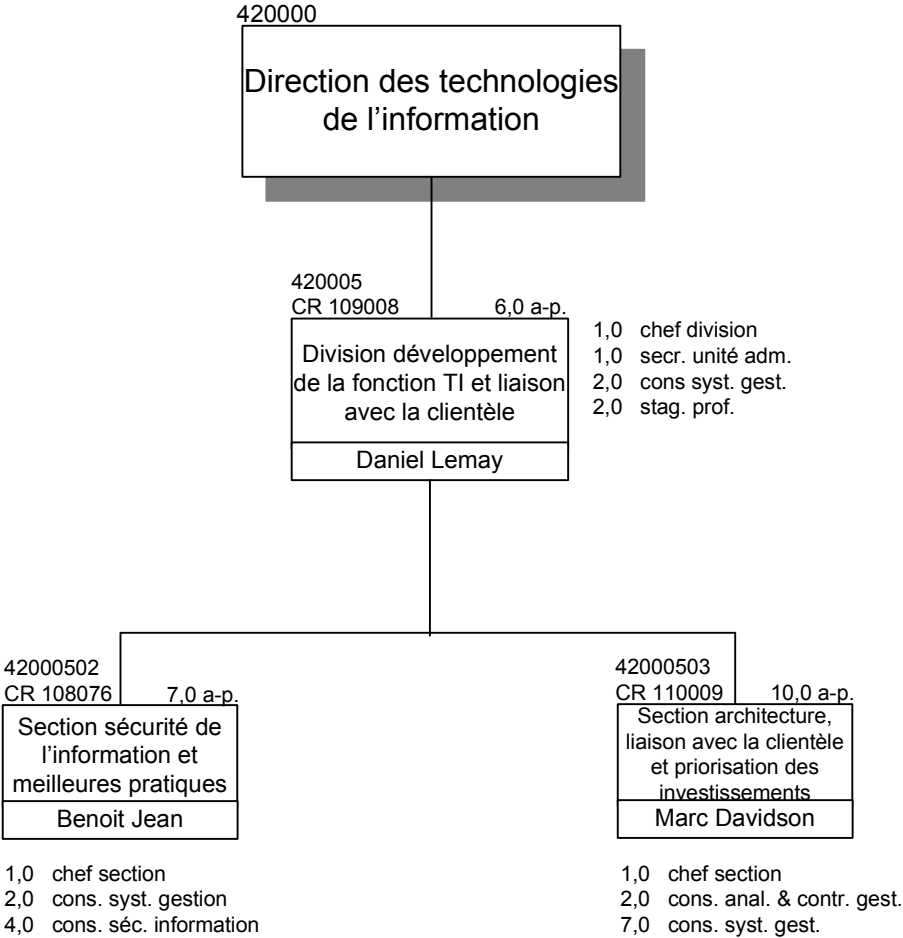 420000
Direction des technologies
de l'information
420005
CR 109008 6,0 a-p.
Division développement
de la fonction TI et liaison
avec la clientèle
Daniel Lemay
1,0 chef division
1,0 secr. unité adm.
2,0 cons syst. gest.
2,0 stag. prof.
42000502
CR 108076 7,0 a-p.
Section sécurité de
l'information et
meilleures pratiques
Benoit Jean
1,0 chef section
2,0 cons. syst. gestion
4,0 cons. séc. information
42000503
CR 110009 10,0 a-p.
Section architecture,
liaison avec la clientèle
et priorisation des
investissements
Marc Davidson
1,0 chef section
2,0 cons. anal. & contr. gest.
7,0 cons. syst. gest.